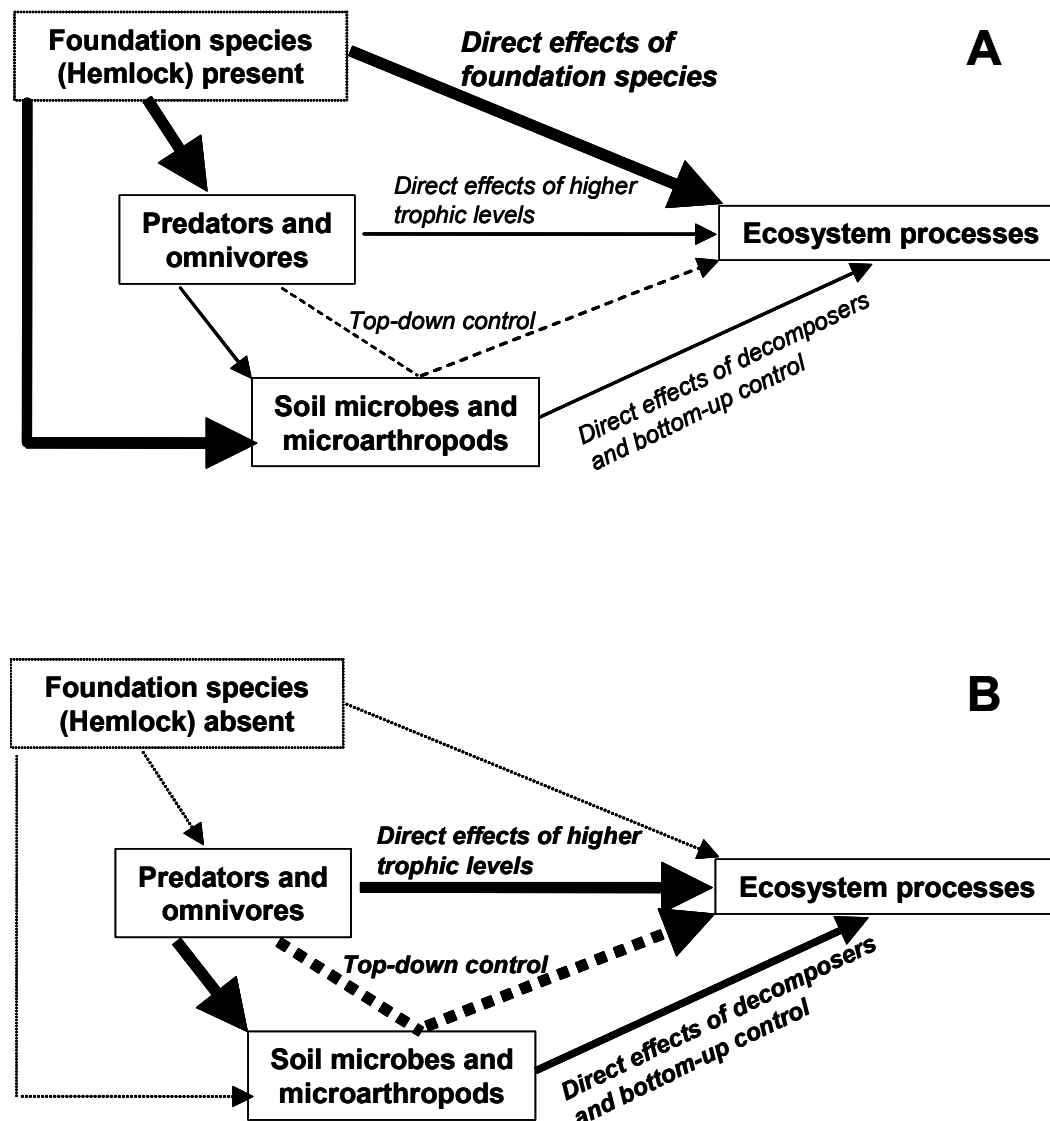 Foundation species
(Hemlock) present
Direct effects of
foundation species
A
Direct effects of higher
trophic levels
Predators and
omnivores
Ecosystem processes
Top-down control
Soil microbes and
microarthropods
Direct effects of decomposers
and bottom-up control
Foundation species
(Hemlock) absent
B
Direct effects of higher
trophic levels
Predators and
omnivores
Ecosystem processes
Top-down control
Soil microbes and
microarthropods
Direct effects of decomposers
and bottom-up control